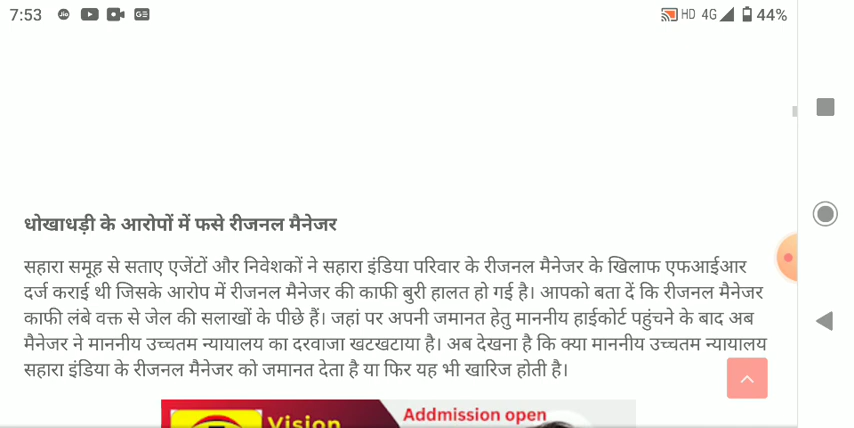 7:53
Jio
GE
HD 4G 44%
धोखाधड़ी के आरोपों में फसे रीजनल मैनेजर
सहारा समूह से सताए एजेंटों और निवेशकों ने सहारा इंडिया परिवार के रीजनल मैनेजर के खिलाफ एफआईआर
दर्ज कराई थी जिसके आरोप में रीजनल मैनेजर की काफी बुरी हालत हो गई है। आपको बता दें कि रीजनल मैनेजर
काफी लंबे वक्त से जेल की सलाखों के पीछे हैं। जहां पर अपनी जमानत हेतु माननीय हाईकोर्ट पहुंचने के बाद अब
मैनेजर ने माननीय उच्चतम न्यायालय का दरवाजा खटखटाया है। अब देखना है कि क्या माननीय उच्चतम न्यायालय
सहारा इंडिया के रीजनल मैनेजर को जमानत देता है या फिर यह भी खारिज होती है।
Vision
Addmission open